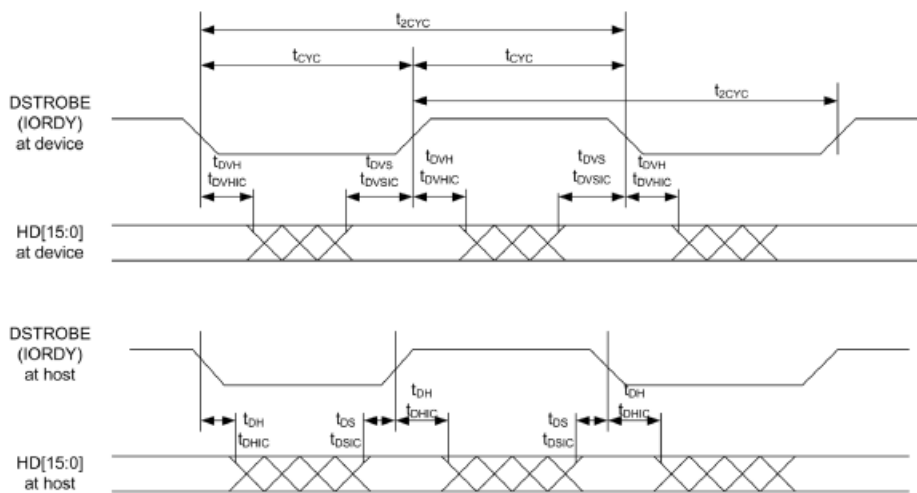 t2CYC
tCYC tCYC
t2CYC
DSTROBE
(IORDY)
at device
tDVH tDVS tDVH tDVS tDVH
tDVHIC tDVSIC tDVHIC tDVSIC tDVHIC
HD[15:0]
at device
DSTROBE
(IORDY)
at host
tDH tDS tDH tDS tDH
tDHIC tDSIC tDHIC tDSIC tDHIC
HD[15:0]
at host